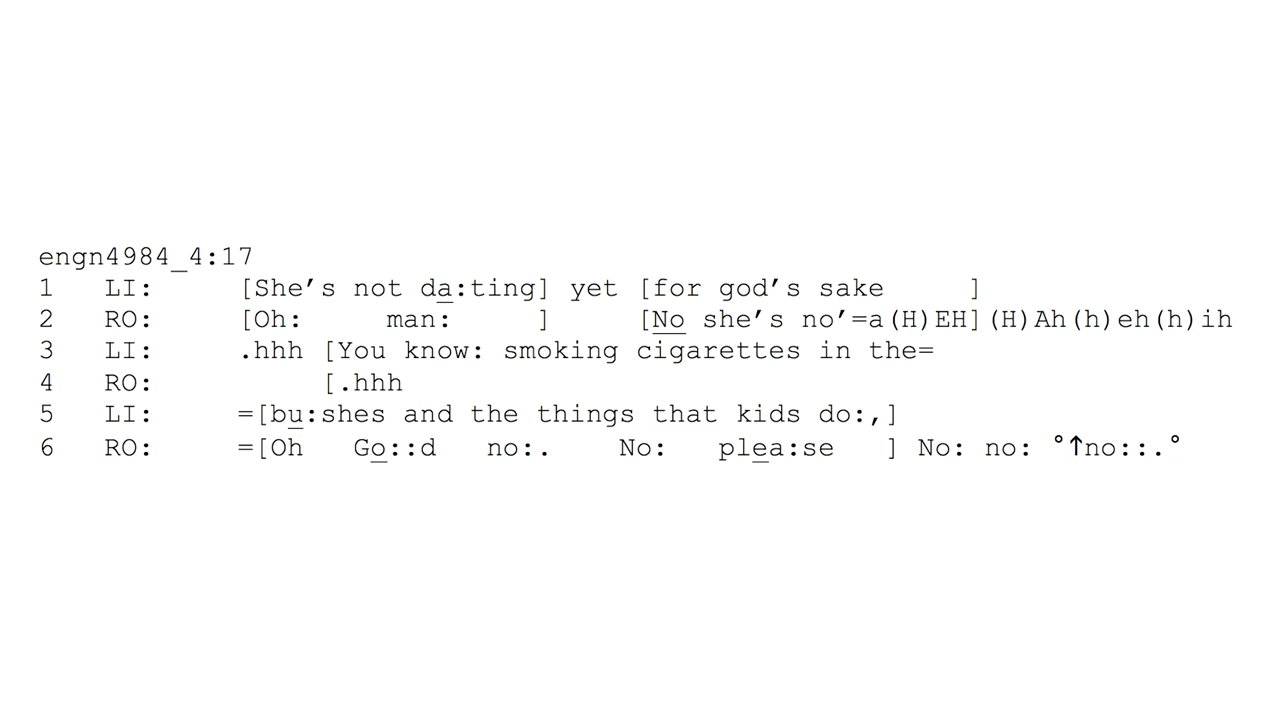 engn4984_4:17
1 LI: [She’s not da:ting] yet [for god’s sake ]
2 RO: [Oh: man: ] [No she’s no’=a(H)EH](H)Ah(h)eh(h)ih
3 LI: .hhh [You know: smoking cigarettes in the=
4 RO: [.hhh
5 LI: =[bu:shes and the things that kids do:,]
6 RO: =[Oh Go::d no:. No: plea:se ] No: no: °↑no::.°